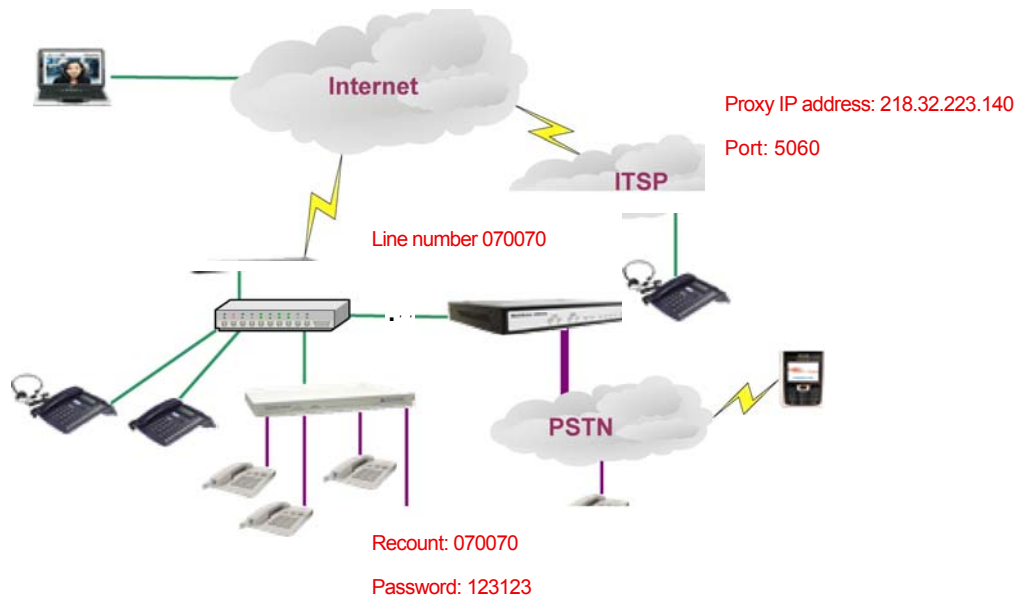 Internet
Proxy IP address: 218.32.223.140
Port: 5060
ITSP
Line number 070070
PSTN
Recount: 070070
Password: 123123